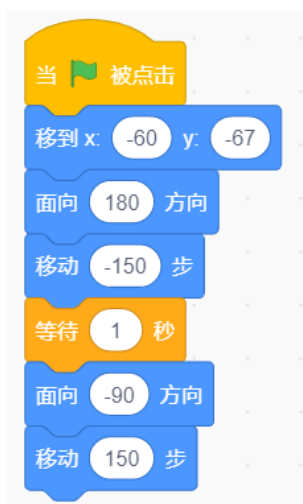 当 被点击
移到 x: -60 y: -67
面向 180 方向
移动 -150 步
等待 1 秒
面向 -90 方向
移动 150 步